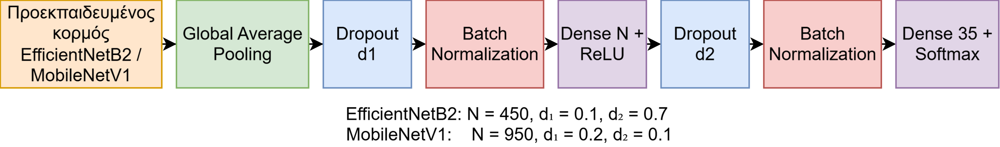 Προεκπαιδευμένος
κορμός
EfficientNetB2 /
MobileNetV1
Global Average
Pooling
Dropout
d1
Batch
Normalization
Dense N +
ReLU
Dropout
d2
Batch
Normalization
Dense 35 +
Softmax
EfficientNetB2: N = 450, d₁ = 0.1, d₂ = 0.7
MobileNetV1: N = 950, d₁ = 0.2, d₂ = 0.1